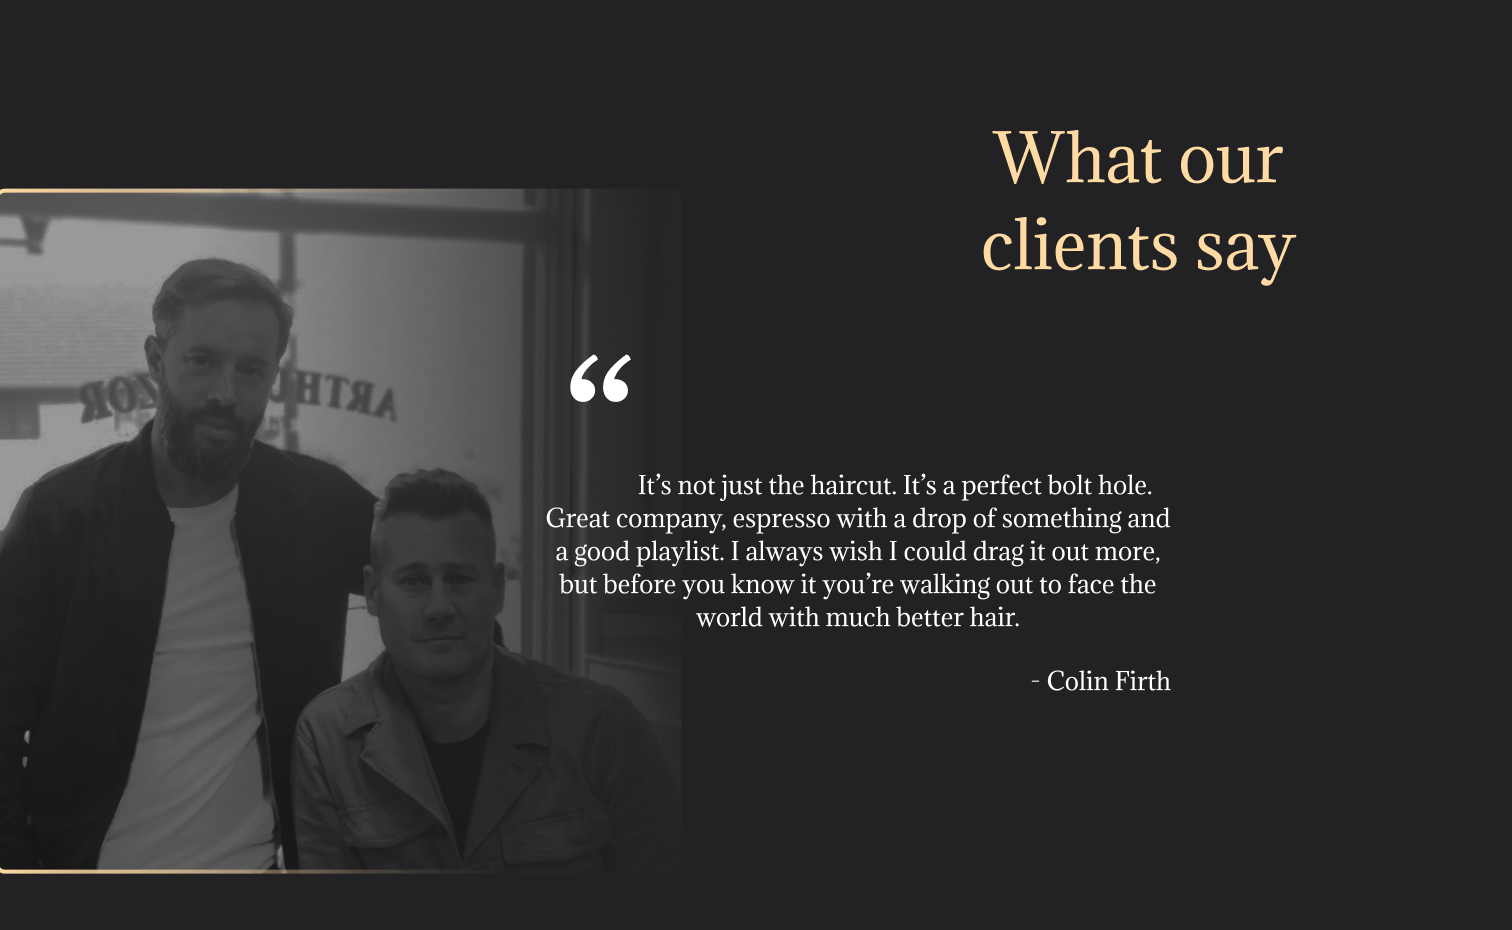 What our
clients say
ARTHU ZOR
“
It’s not just the haircut. It’s a perfect bolt hole.
Great company, espresso with a drop of something and
a good playlist. I always wish I could drag it out more,
but before you know it you’re walking out to face the
world with much better hair.
- Colin Firth